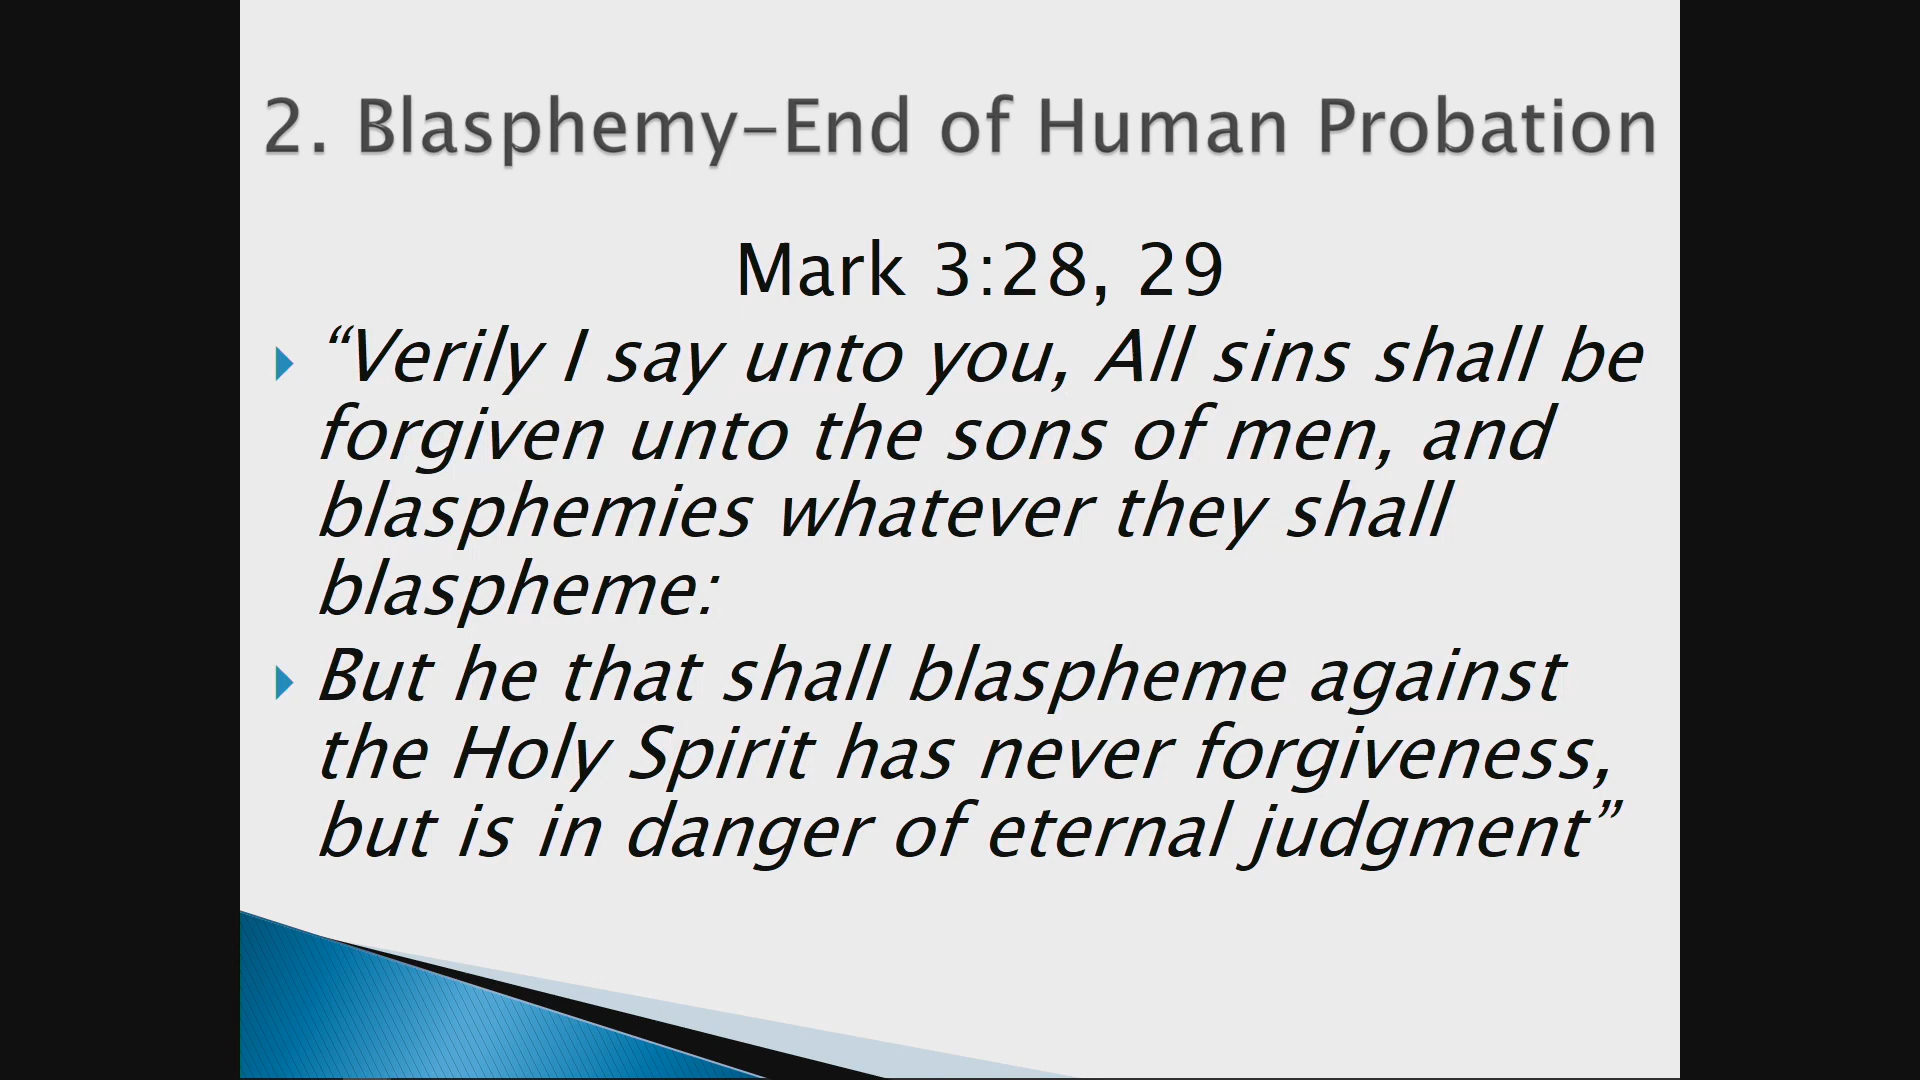 2. Blasphemy–End of Human Probation
Mark 3:28, 29
“Verily I say unto you, All sins shall be
forgiven unto the sons of men, and
blasphemies whatever they shall
blaspheme:
But he that shall blaspheme against
the Holy Spirit has never forgiveness,
but is in danger of eternal judgment”